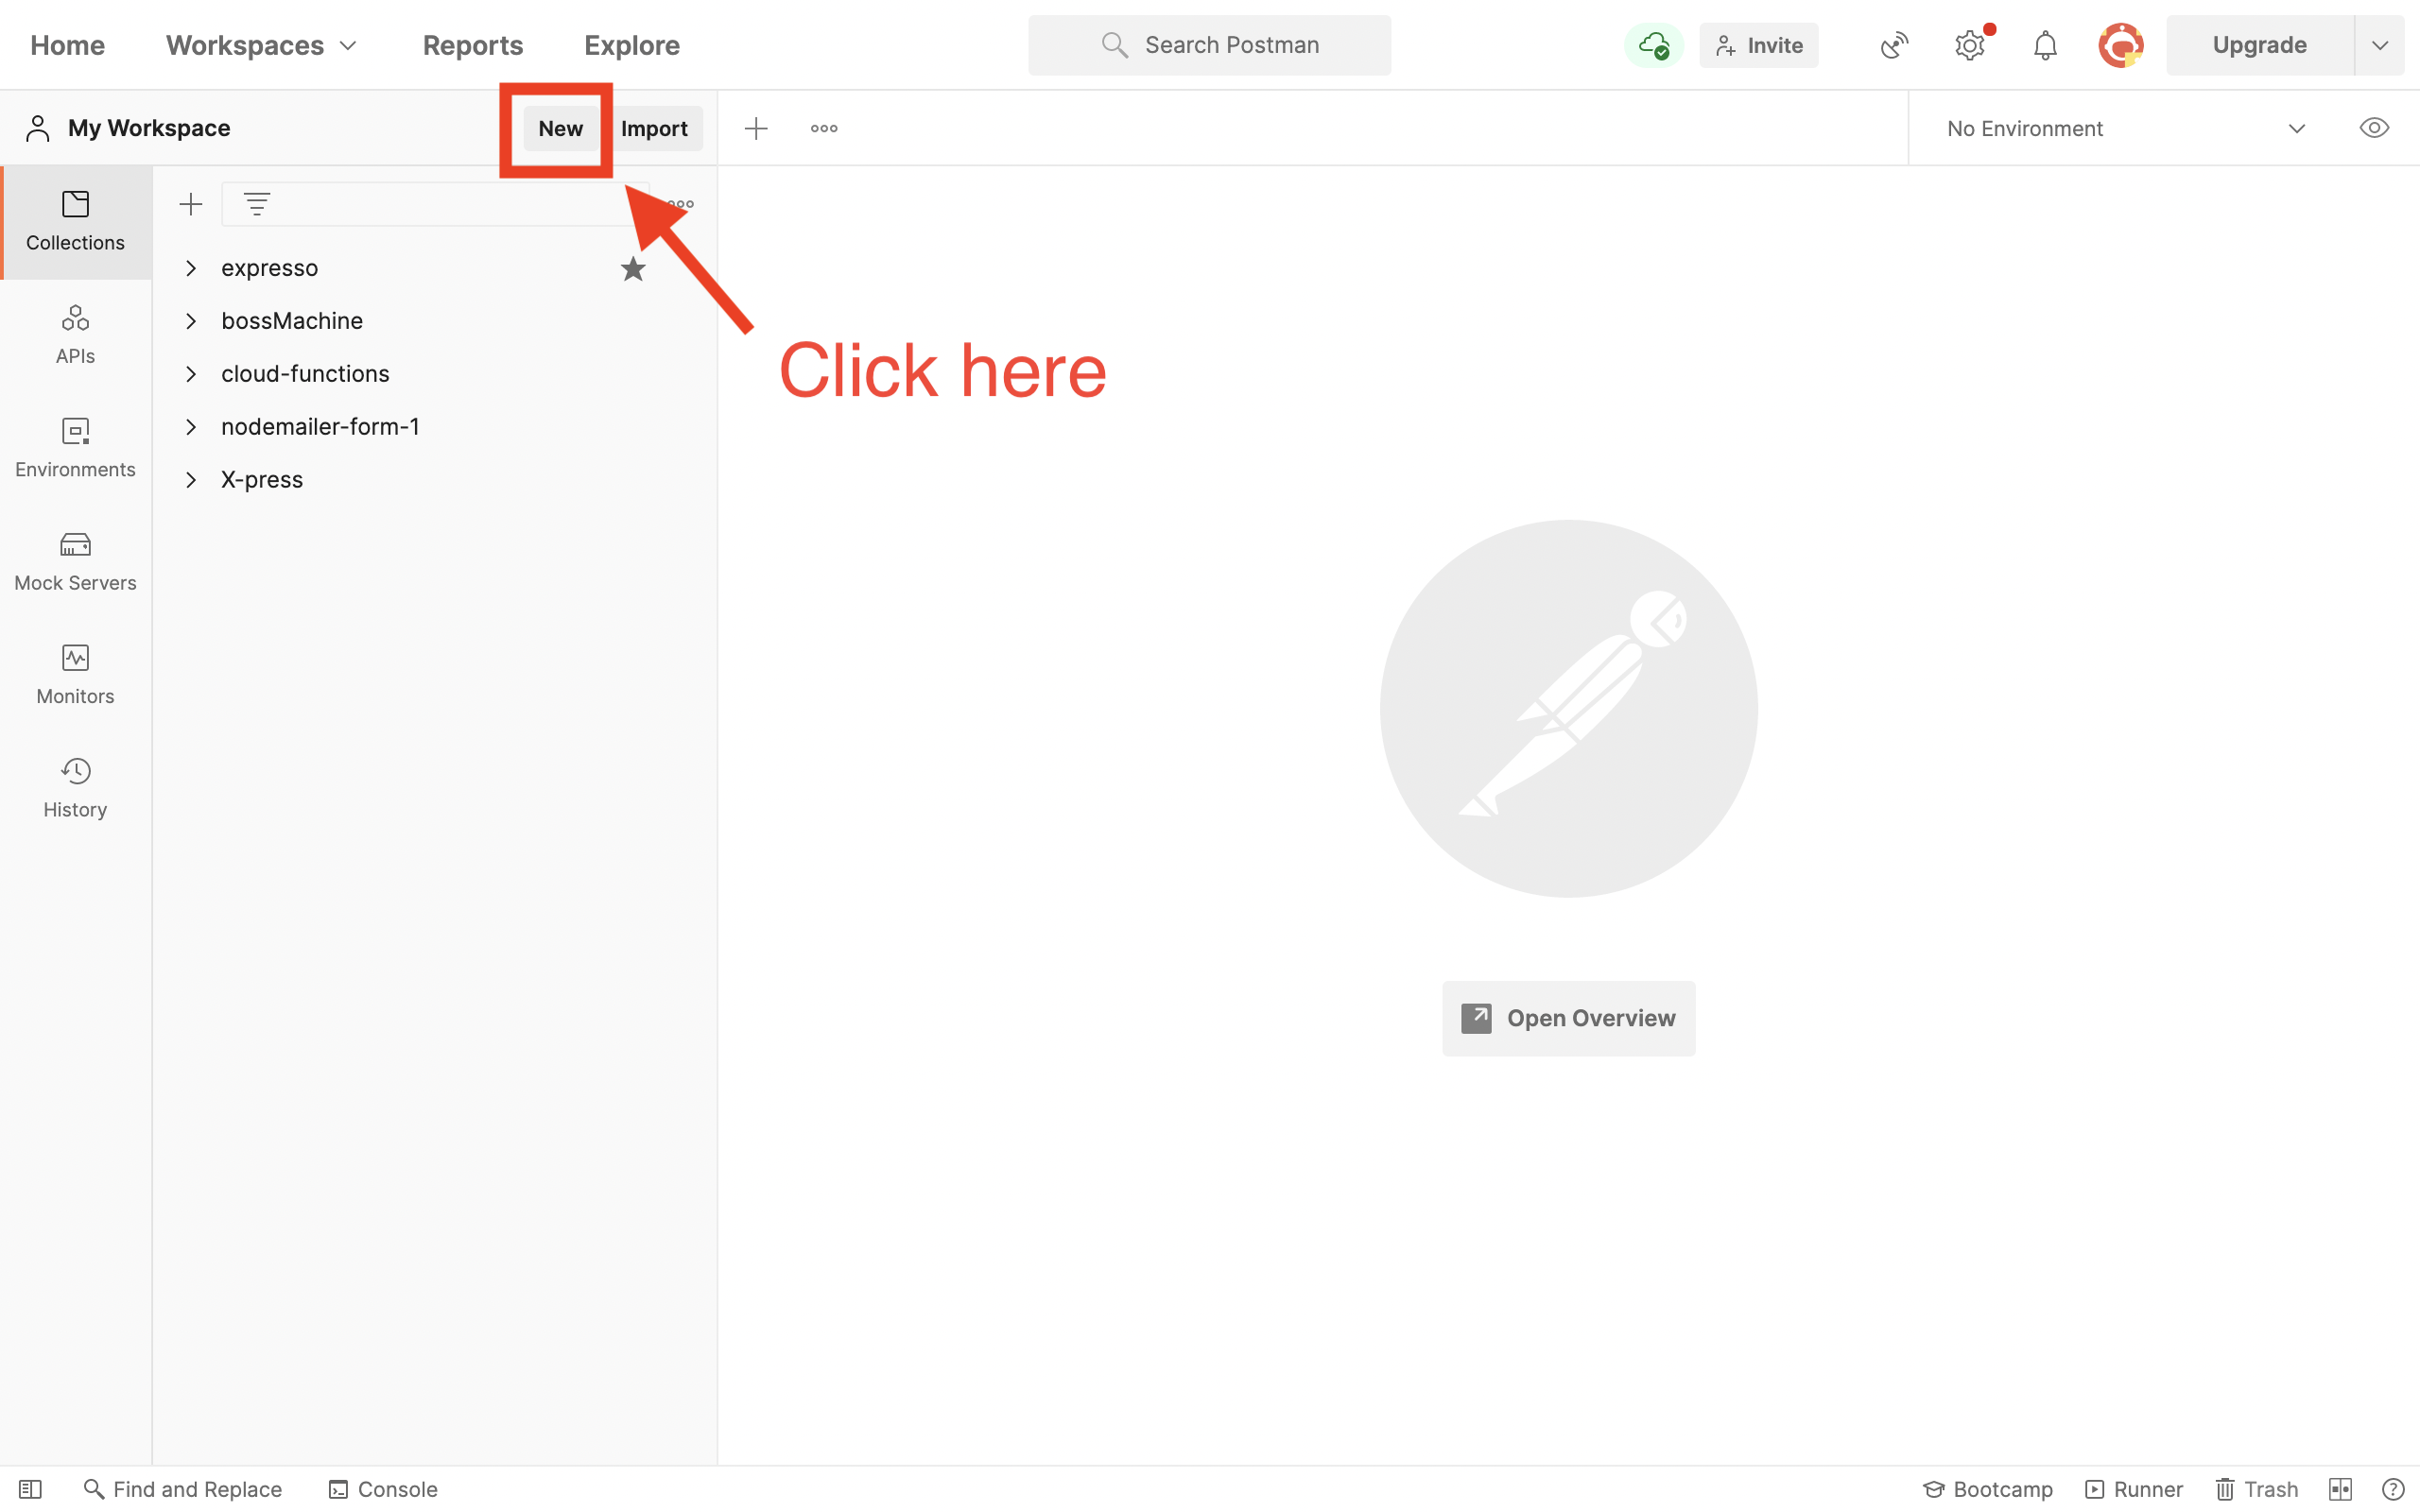 Home Workspaces Reports Explore Search Postman Invite Upgrade
My Workspace New Import No Environment
Collections
APIs
Environments
Mock Servers
Monitors
History
expresso
bossMachine
cloud-functions
nodemailer-form-1
X-press
Click here
Open Overview
Find and Replace Console Bootcamp Runner Trash